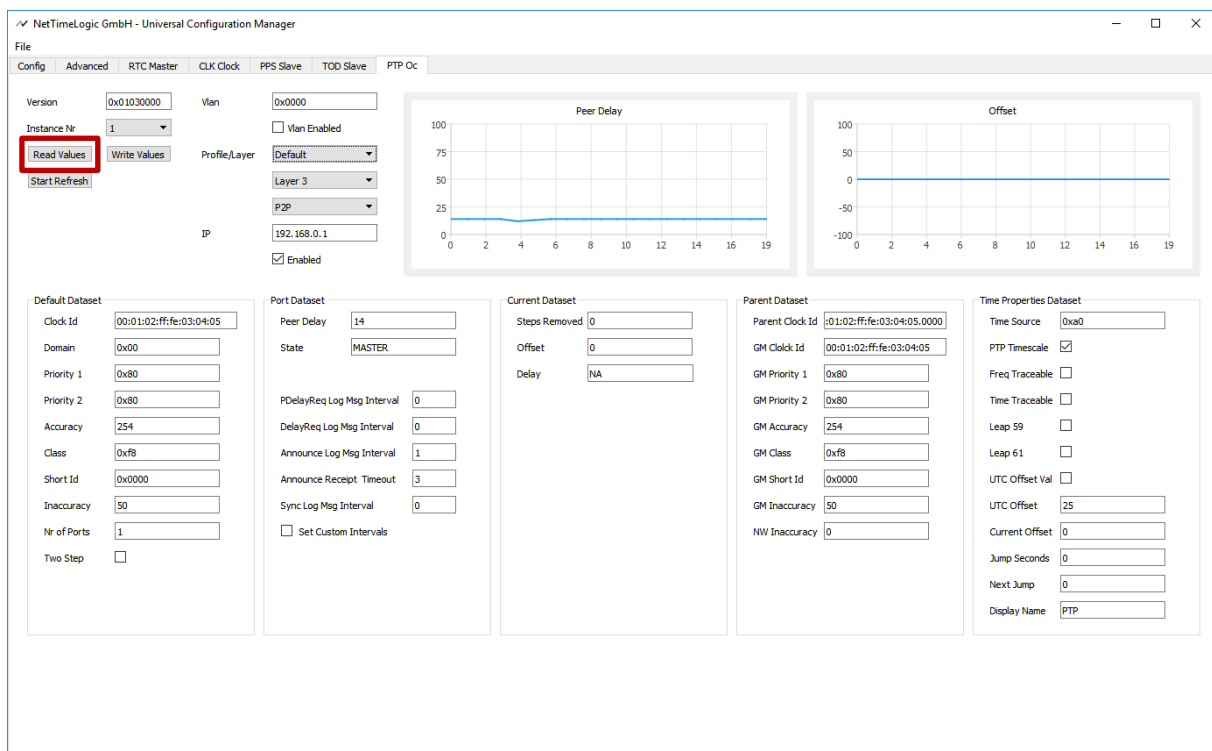 NetTimeLogic GmbH - Universal Configuration Manager
File
Config Advanced RTC Master CLK Clock PPS Slave TOD Slave PTP Oc
Version 0x01030000 Vlan 0x0000
Instance Nr 1 Vlan Enabled
Read Values Write Values Profile/Layer Default
Start Refresh Layer 3
P2P
IP 192.168.0.1
Enabled
Peer Delay
100
75
50
25
0
0 2 4 6 8 10 12 14 16 19
Offset
100
50
0
-50
-100
0 2 4 6 8 10 12 14 16 19
Default Dataset
Clock Id 00:01:02:ff:fe:03:04:05
Domain 0x00
Priority 1 0x80
Priority 2 0x80
Accuracy 254
Class 0xf8
Short Id 0x0000
Inaccuracy 50
Nr of Ports 1
Two Step
Port Dataset
Peer Delay 14
State MASTER
PDelayReq Log Msg Interval 0
DelayReq Log Msg Interval 0
Announce Log Msg Interval 1
Announce Receipt Timeout 3
Sync Log Msg Interval 0
Set Custom Intervals
Current Dataset
Steps Removed 0
Offset 0
Delay NA
Parent Dataset
Parent Clock Id :01:02:ff:fe:03:04:05.0000
GM Clolck Id 00:01:02:ff:fe:03:04:05
GM Priority 1 0x80
GM Priority 2 0x80
GM Accuracy 254
GM Class 0xf8
GM Short Id 0x0000
GM Inaccuracy 50
NW Inaccuracy 0
Time Properties Dataset
Time Source 0xa0
PTP Timescale
Freq Traceable
Time Traceable
Leap 59
Leap 61
UTC Offset Val
UTC Offset 25
Current Offset 0
Jump Seconds 0
Next Jump 0
Display Name PTP